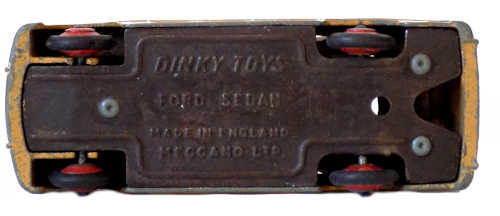 DINKY TOYS
FORD SEDAN
MADE IN ENGLAND
MECCANO LTD.